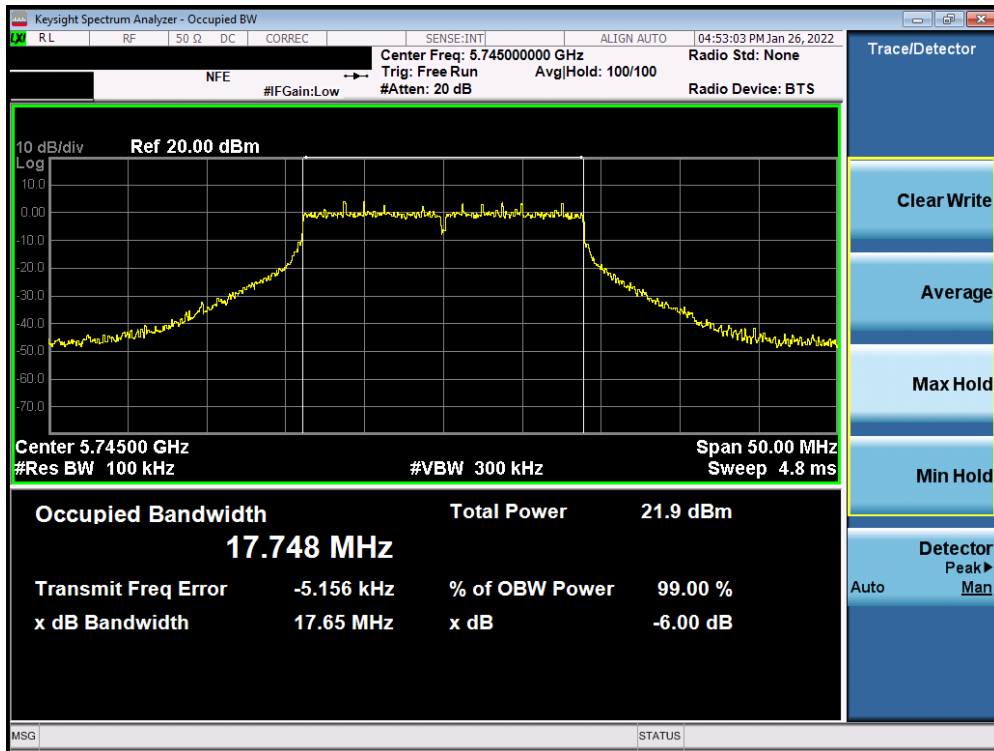 Keysight Spectrum Analyzer - Occupied BW
LXI RL RF 50 Ω DC CORREC SENSE:INT ALIGN AUTO 04:53:03 PM Jan 26, 2022
Center Freq: 5.745000000 GHz Radio Std: None
NFE Trig: Free Run Avg|Hold: 100/100
#IFGain:Low #Atten: 20 dB Radio Device: BTS
10 dB/div Ref 20.00 dBm
Log
10.0
0.00
-10.0
-20.0
-30.0
-40.0
-50.0
-60.0
-70.0
Center 5.74500 GHz Span 50.00 MHz
#Res BW 100 kHz #VBW 300 kHz Sweep 4.8 ms
Occupied Bandwidth Total Power 21.9 dBm
17.748 MHz
Transmit Freq Error -5.156 kHz % of OBW Power 99.00 %
x dB Bandwidth 17.65 MHz x dB -6.00 dB
Trace/Detector
Clear Write
Average
Max Hold
Min Hold
Detector
Peak▶
Auto Man
MSG STATUS